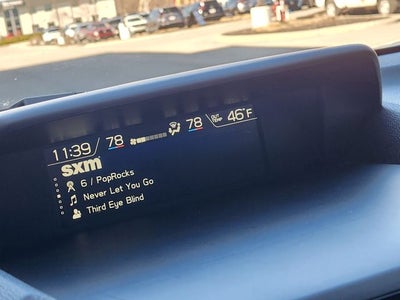 11:39 78 78 OUT TEMP 46°F
sxm
6 / PopRocks
Never Let You Go
Third Eye Blind